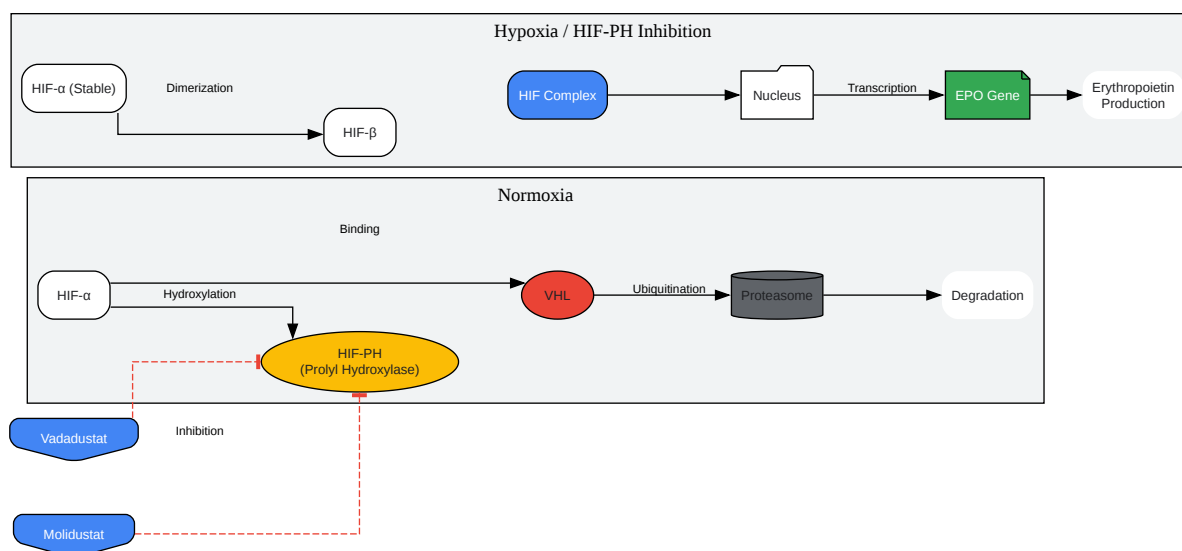 Hypoxia / HIF-PH Inhibition
HIF-α (Stable)
Dimerization
HIF-β
HIF Complex
Nucleus
Transcription
EPO Gene
Erythropoietin
Production
Normoxia
Binding
HIF-α
Hydroxylation
VHL
Ubiquitination
Proteasome
Degradation
HIF-PH
(Prolyl Hydroxylase)
Vadadustat
Inhibition
Molidustat